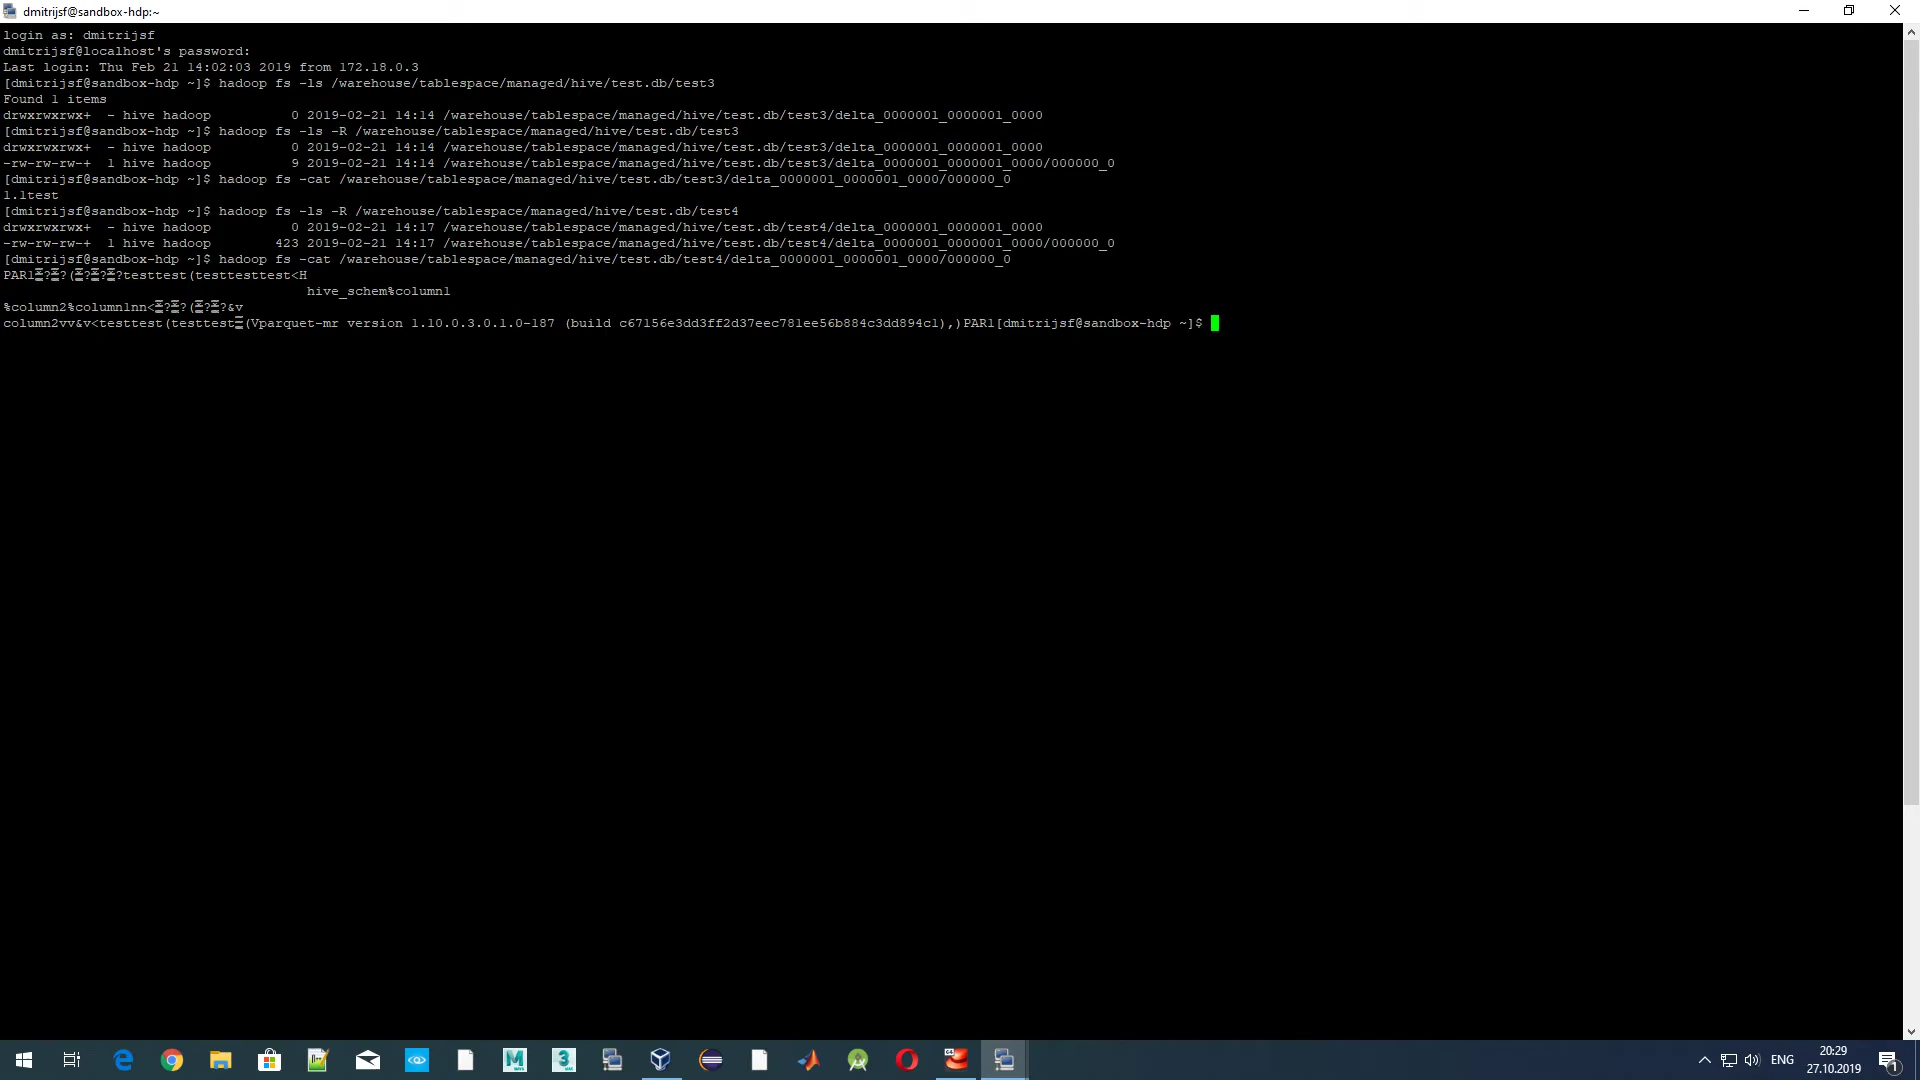 dmitrijsf@sandbox-hdp:~
login as: dmitrijsf
dmitrijsf@localhost's password:
Last login: Thu Feb 21 14:02:03 2019 from 172.18.0.3
[dmitrijsf@sandbox-hdp ~]$ hadoop fs -ls /warehouse/tablespace/managed/hive/test.db/test3
Found 1 items
drwxrwxrwx+  - hive hadoop          0 2019-02-21 14:14 /warehouse/tablespace/managed/hive/test.db/test3/delta_0000001_0000001_0000
[dmitrijsf@sandbox-hdp ~]$ hadoop fs -ls -R /warehouse/tablespace/managed/hive/test.db/test3
drwxrwxrwx+  - hive hadoop          0 2019-02-21 14:14 /warehouse/tablespace/managed/hive/test.db/test3/delta_0000001_0000001_0000
-rw-rw-rw-+  1 hive hadoop          9 2019-02-21 14:14 /warehouse/tablespace/managed/hive/test.db/test3/delta_0000001_0000001_0000/000000_0
[dmitrijsf@sandbox-hdp ~]$ hadoop fs -cat /warehouse/tablespace/managed/hive/test.db/test3/delta_0000001_0000001_0000/000000_0
1.1test
[dmitrijsf@sandbox-hdp ~]$ hadoop fs -ls -R /warehouse/tablespace/managed/hive/test.db/test4
drwxrwxrwx+  - hive hadoop          0 2019-02-21 14:17 /warehouse/tablespace/managed/hive/test.db/test4/delta_0000001_0000001_0000
-rw-rw-rw-+  1 hive hadoop        423 2019-02-21 14:17 /warehouse/tablespace/managed/hive/test.db/test4/delta_0000001_0000001_0000/000000_0
[dmitrijsf@sandbox-hdp ~]$ hadoop fs -cat /warehouse/tablespace/managed/hive/test.db/test4/delta_0000001_0000001_0000/000000_0
PAR1??(???testtest(testtesttest<H
hive_schem%column1
%column2%column1nn<??(??&v
column2vv&v<testtest(testtest(Vparquet-mr version 1.10.0.3.0.1.0-187 (build c67156e3dd3ff2d37eec781ee56b884c3dd894c1),)PAR1[dmitrijsf@sandbox-hdp ~]$
ENG
20:29
27.10.2019
1